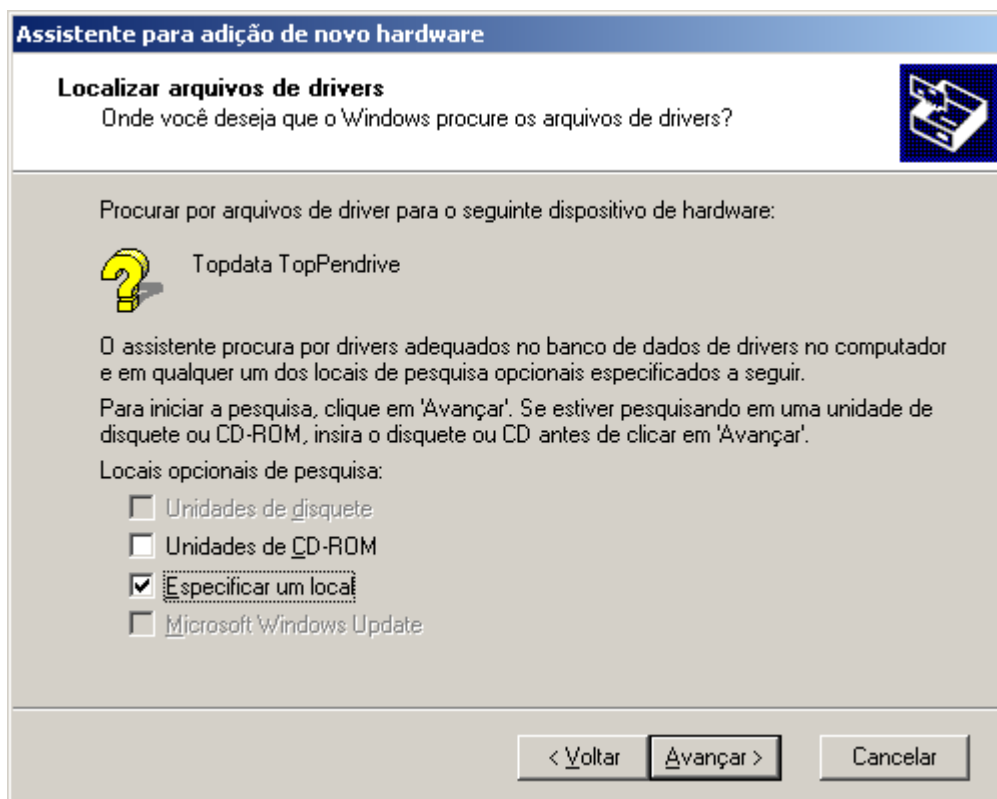 Assistente para adição de novo hardware
Localizar arquivos de drivers
Onde você deseja que o Windows procure os arquivos de drivers?
Procurar por arquivos de driver para o seguinte dispositivo de hardware:
Topdata TopPendrive
O assistente procura por drivers adequados no banco de dados de drivers no computador
e em qualquer um dos locais de pesquisa opcionais especificados a seguir.
Para iniciar a pesquisa, clique em 'Avançar'. Se estiver pesquisando em uma unidade de
disquete ou CD-ROM, insira o disquete ou CD antes de clicar em 'Avançar'.
Locais opcionais de pesquisa:
Unidades de disquete
Unidades de CD-ROM
Especificar um local
Microsoft Windows Update
< Voltar Avançar > Cancelar